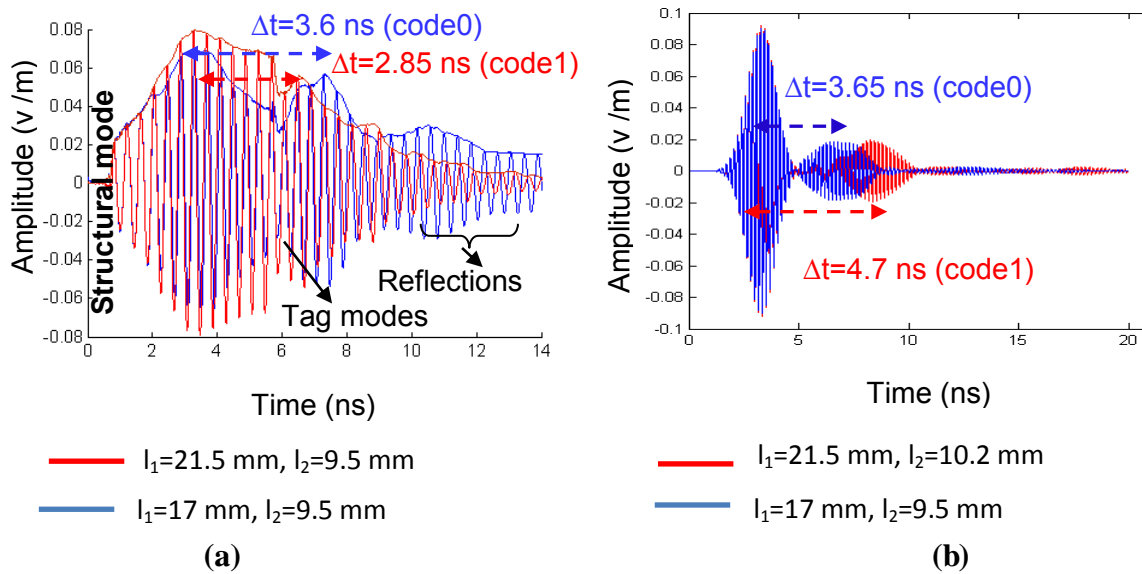 Δt=3.6 ns (code0)
Δt=2.85 ns (code1)
Amplitude (v /m)
0.08
0.06
0.04
0.02
0
-0.02
-0.04
-0.06
0.08
Structural mode
Reflections
Tag modes
0 2 4 6 8 10 12 14
Time (ns)
l₁=21.5 mm, l₂=9.5 mm
l₁=17 mm, l₂=9.5 mm
(a)
Δt=3.65 ns (code0)
Δt=4.7 ns (code1)
Amplitude (v /m)
0.1
0.08
0.06
0.04
0.02
0
-0.02
-0.04
-0.06
-0.08
-0.1
0 5 10 15 20
Time (ns)
l₁=21.5 mm, l₂=10.2 mm
l₁=17 mm, l₂=9.5 mm
(b)